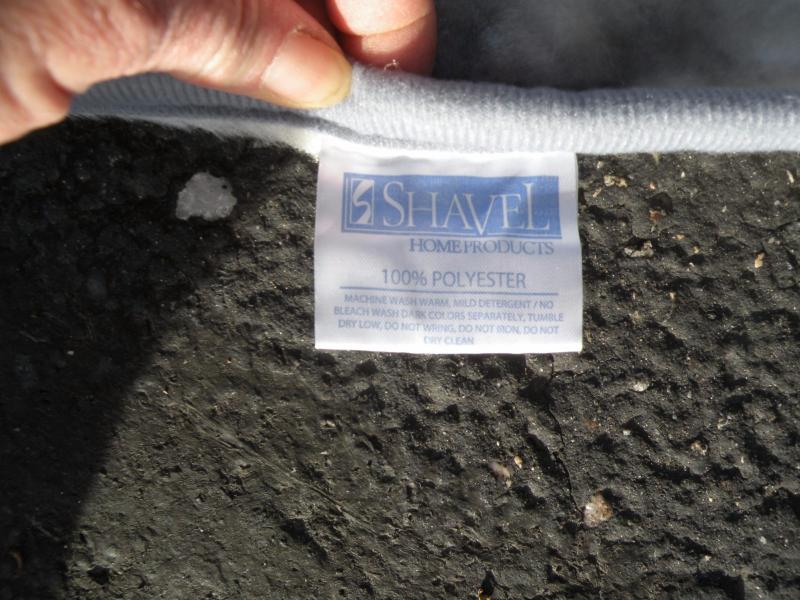 SHAVEL
HOME PRODUCTS
100% POLYESTER
MACHINE WASH WARM, MILD DETERGENT / NO
BLEACH WASH DARK COLORS SEPARATELY, TUMBLE
DRY LOW, DO NOT WRING, DO NOT IRON, DO NOT
DRY CLEAN